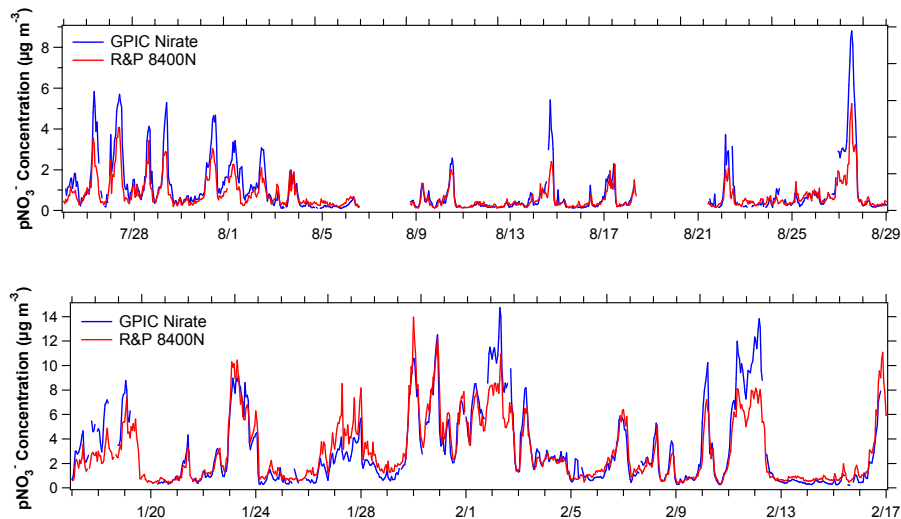 pNO₃⁻ Concentration (µg m⁻³)
8
6
4
2
0
GPIC Nirate
R&P 8400N
7/28 8/1 8/5 8/9 8/13 8/17 8/21 8/25 8/29
pNO₃⁻ Concentration (µg m⁻³)
14
12
10
8
6
4
2
0
GPIC Nirate
R&P 8400N
1/20 1/24 1/28 2/1 2/5 2/9 2/13 2/17